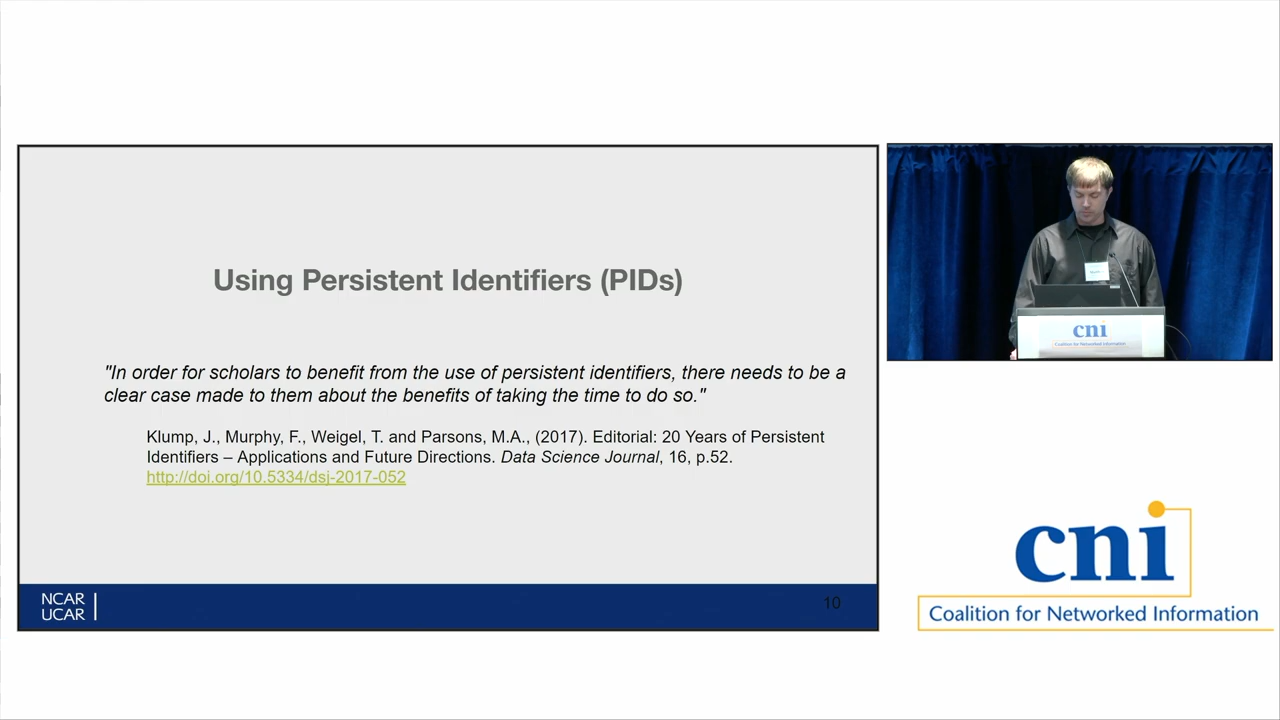 Using Persistent Identifiers (PIDs)
"In order for scholars to benefit from the use of persistent identifiers, there needs to be a
clear case made to them about the benefits of taking the time to do so."
Klump, J., Murphy, F., Weigel, T. and Parsons, M.A., (2017). Editorial: 20 Years of Persistent
Identifiers – Applications and Future Directions. Data Science Journal, 16, p.52.
http://doi.org/10.5334/dsj-2017-052
NCAR
UCAR
10
cni
Coalition for Networked Information
cni
Coalition for Networked Information